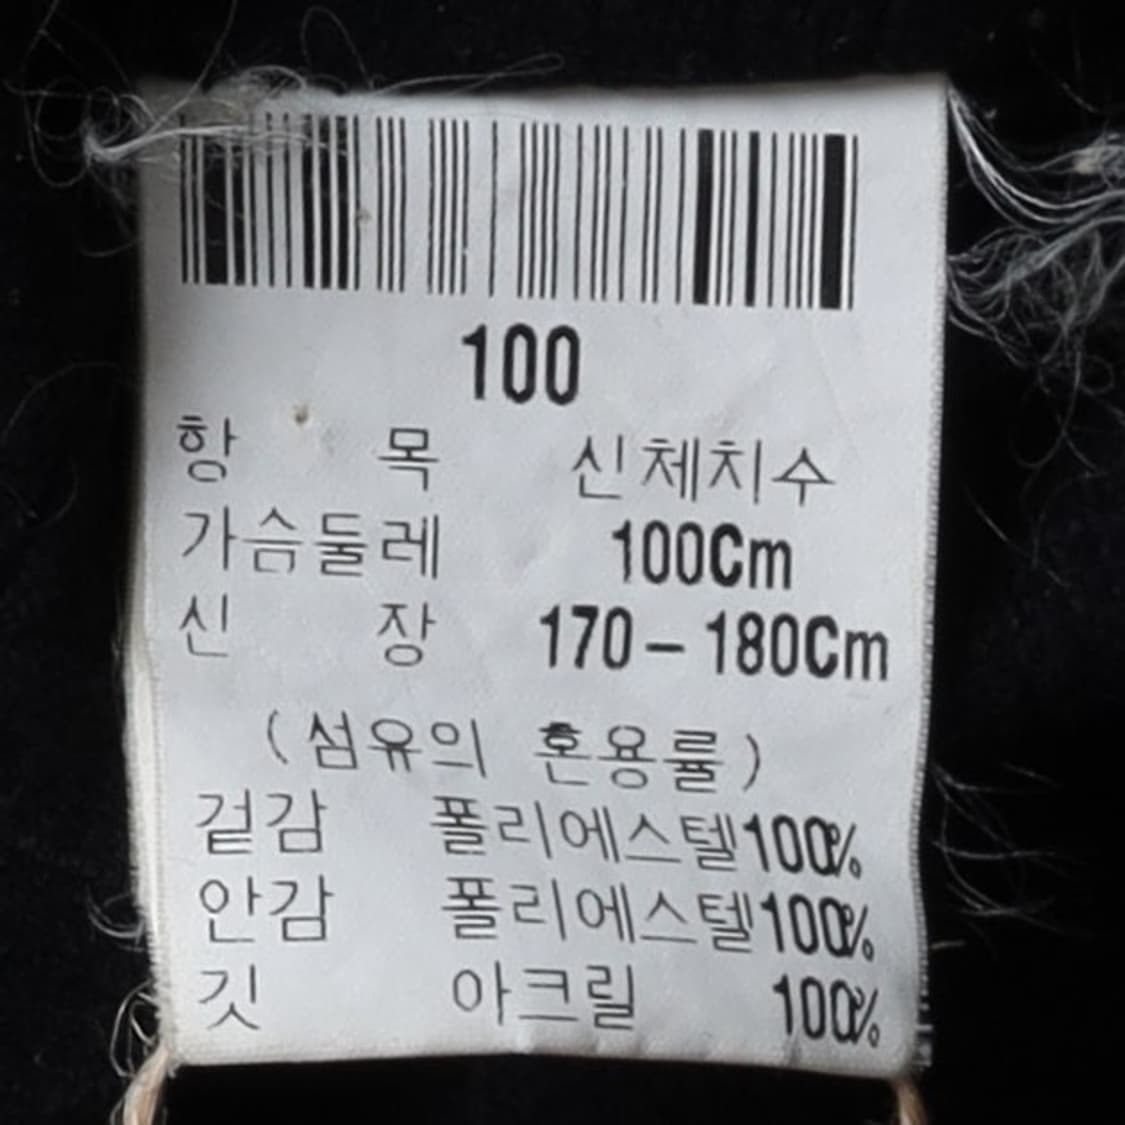 100
항 목 신체치수
가슴둘레 100Cm
신 장 170-180Cm
(섬유의 혼용률)
겉감 폴리에스텔100%
안감 폴리에스텔100%
깃 아크릴 100%